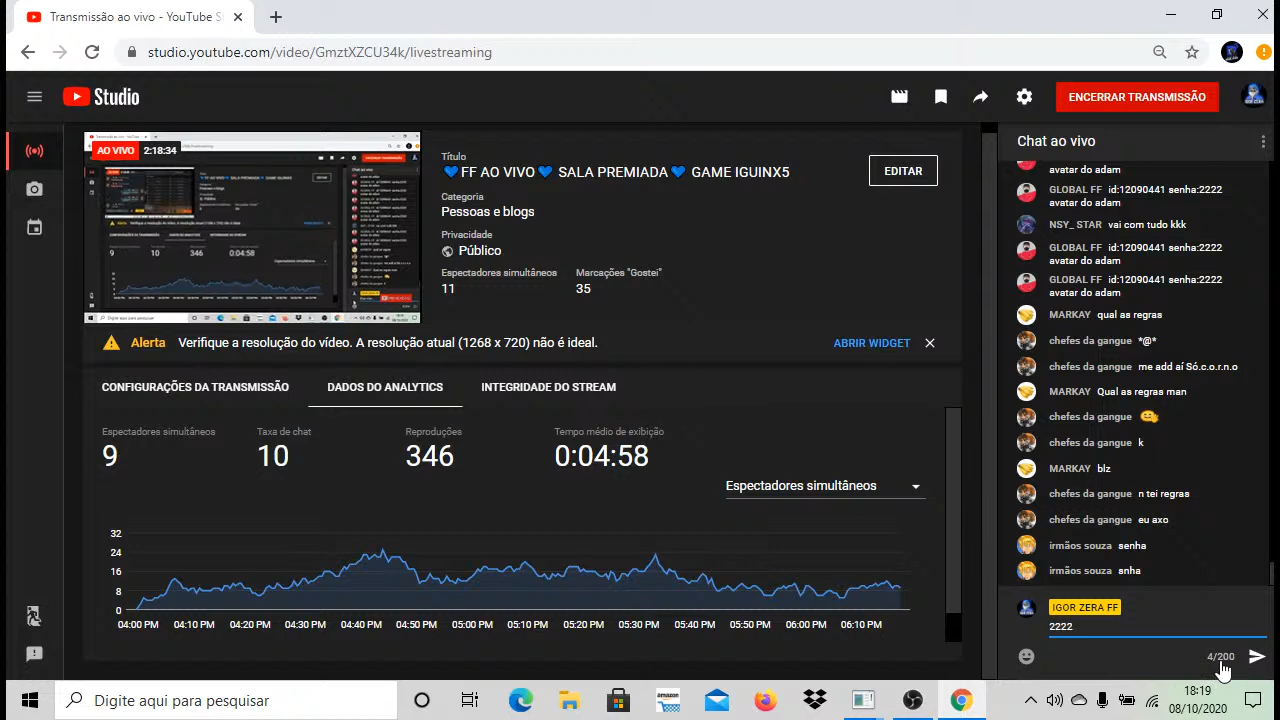 Transmissão ao vivo - YouTube S
studio.youtube.com/video/GmztXZCU34k/livestreaming
Studio
ENCERRAR TRANSMISSÃO
AO VIVO 2:18:34
Título
💙FF AO VIVO💙 SALA PREMIADA💙 GAME IGUINX5
EDITAR
Categoria
Pessoas e blogs
Privacidade
Público
Espectadores simultâneos
11
Marcações "Gostei"
35
Alerta Verifique a resolução do vídeo. A resolução atual (1268 x 720) não é ideal.
ABRIR WIDGET
CONFIGURAÇÕES DA TRANSMISSÃO
DADOS DO ANALYTICS
INTEGRIDADE DO STREAM
Espectadores simultâneos
9
Taxa de chat
10
Reproduções
346
Tempo médio de exibição
0:04:58
Espectadores simultâneos
32
24
16
8
0
04:00 PM 04:10 PM 04:20 PM 04:30 PM 04:40 PM 04:50 PM 05:00 PM 05:10 PM 05:20 PM 05:30 PM 05:40 PM 05:50 PM 06:00 PM 06:10 PM
Chat ao vivo
avatar do adam
GLOBAL FF id:12090441 senha:2222
avatar do adam
vai com tudo kkk
GLOBAL FF id:12090441 senha:2222
avatar do adam
GLOBAL FF id:12090441 senha:2222
avatar do adam
MARKAY qual as regras
chefes da gangue *@*
chefes da gangue me add aí Só.c.o.r.n.o
MARKAY Qual as regras man
chefes da gangue
chefes da gangue k
MARKAY blz
chefes da gangue n tei regras
chefes da gangue eu axo
irmãos souza senha
irmãos souza snha
IGOR ZERA FF
2222
4/200
Digite aqui para pesquisar
amazon
18:19
08/10/2020